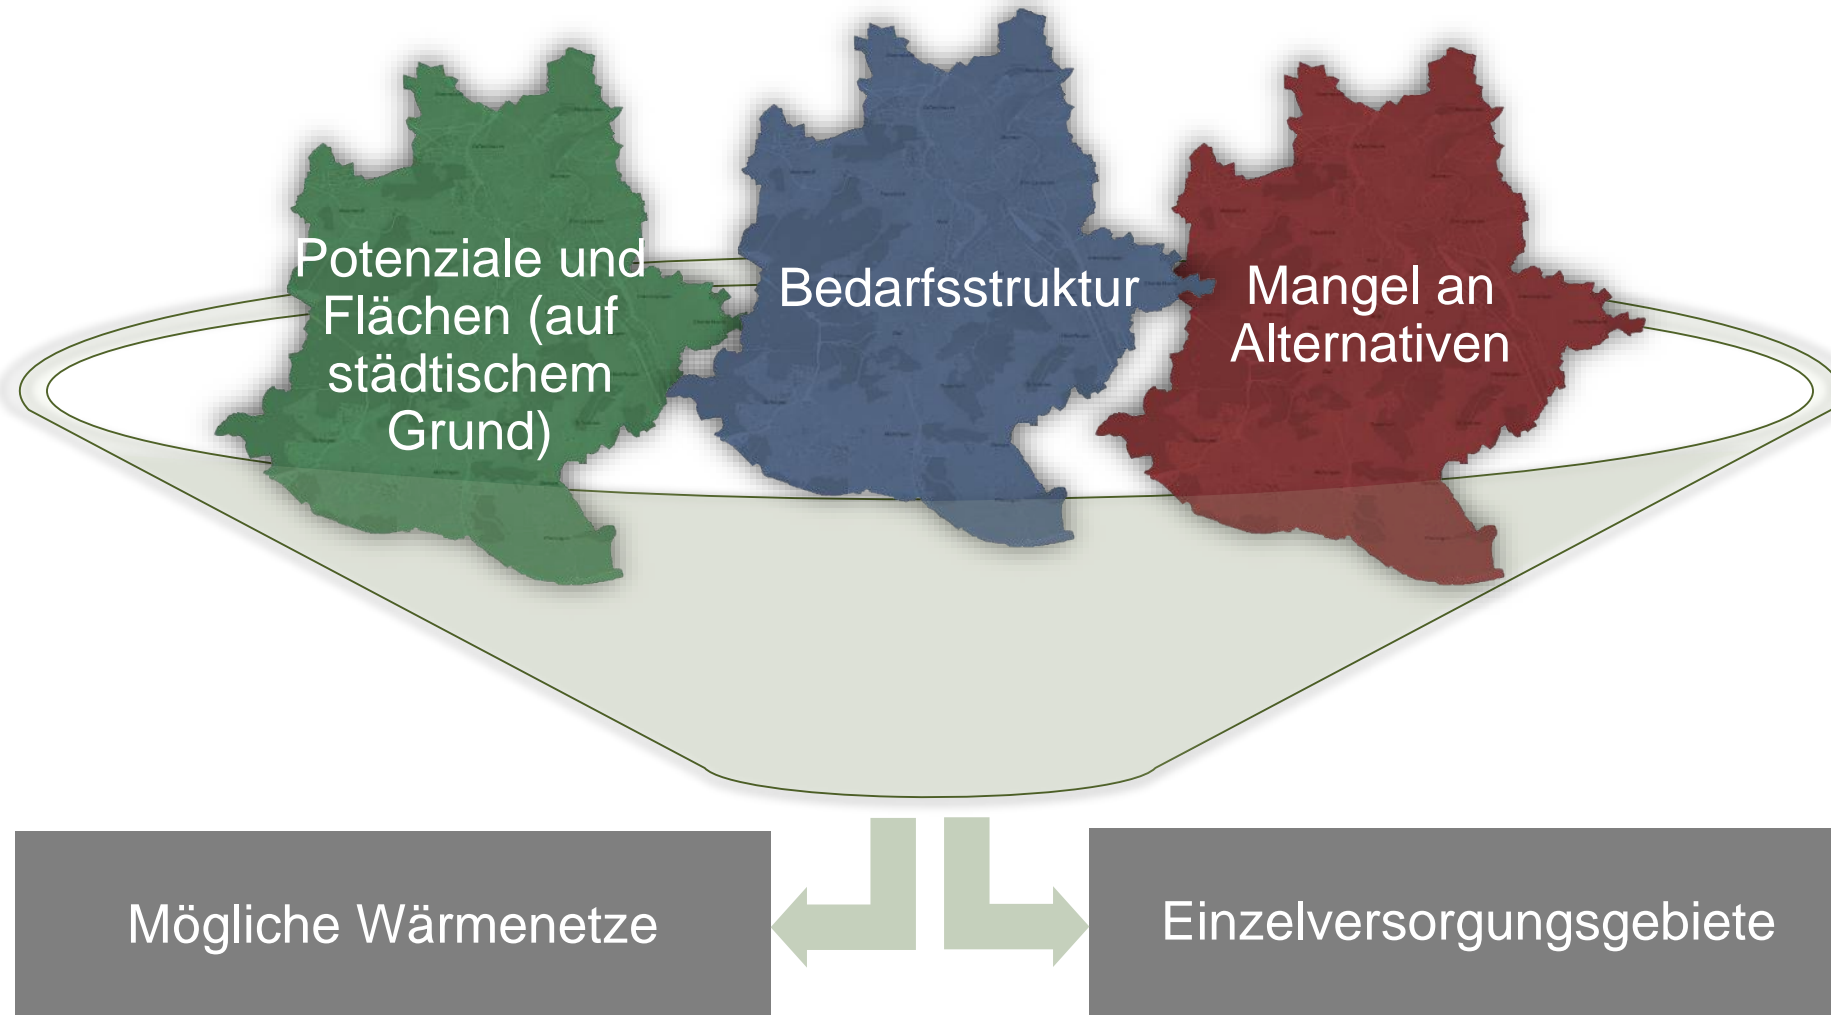 Potenziale und
Flächen (auf
städtischem
Grund)
Bedarfsstruktur
Mangel an
Alternativen
Mögliche Wärmenetze
Einzelversorgungsgebiete